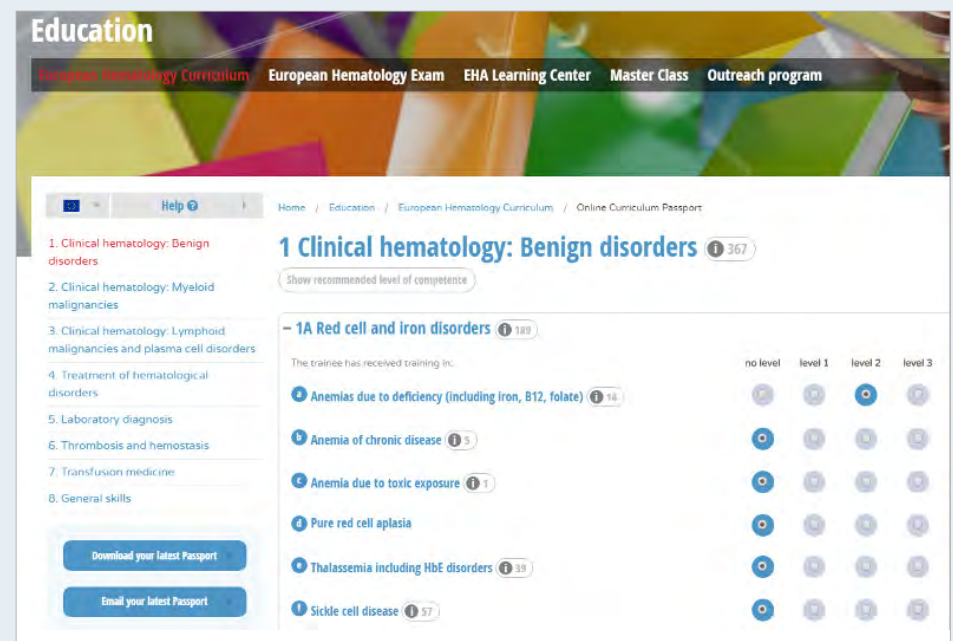 Education
European Hematology Curriculum European Hematology Exam EHA Learning Center Master Class Outreach program
Help ?
Home / Education / European Hematology Curriculum / Online Curriculum Passport
1. Clinical hematology: Benign
disorders
2. Clinical hematology: Myeloid
malignancies
3. Clinical hematology: Lymphoid
malignancies and plasma cell disorders
4. Treatment of hematological
disorders
5. Laboratory diagnosis
6. Thrombosis and hemostasis
7. Transfusion medicine
8. General skills
Download your latest Passport
Email your latest Passport
1 Clinical hematology: Benign disorders i 367
Show recommended level of competence
– 1A Red cell and iron disorders i 189
The trainee has received training in: no level level 1 level 2 level 3
a Anemias due to deficiency (including iron, B12, folate) i 14
b Anemia of chronic disease i 5
c Anemia due to toxic exposure i 1
d Pure red cell aplasia
e Thalassemia including HbE disorders i 39
f Sickle cell disease i 57